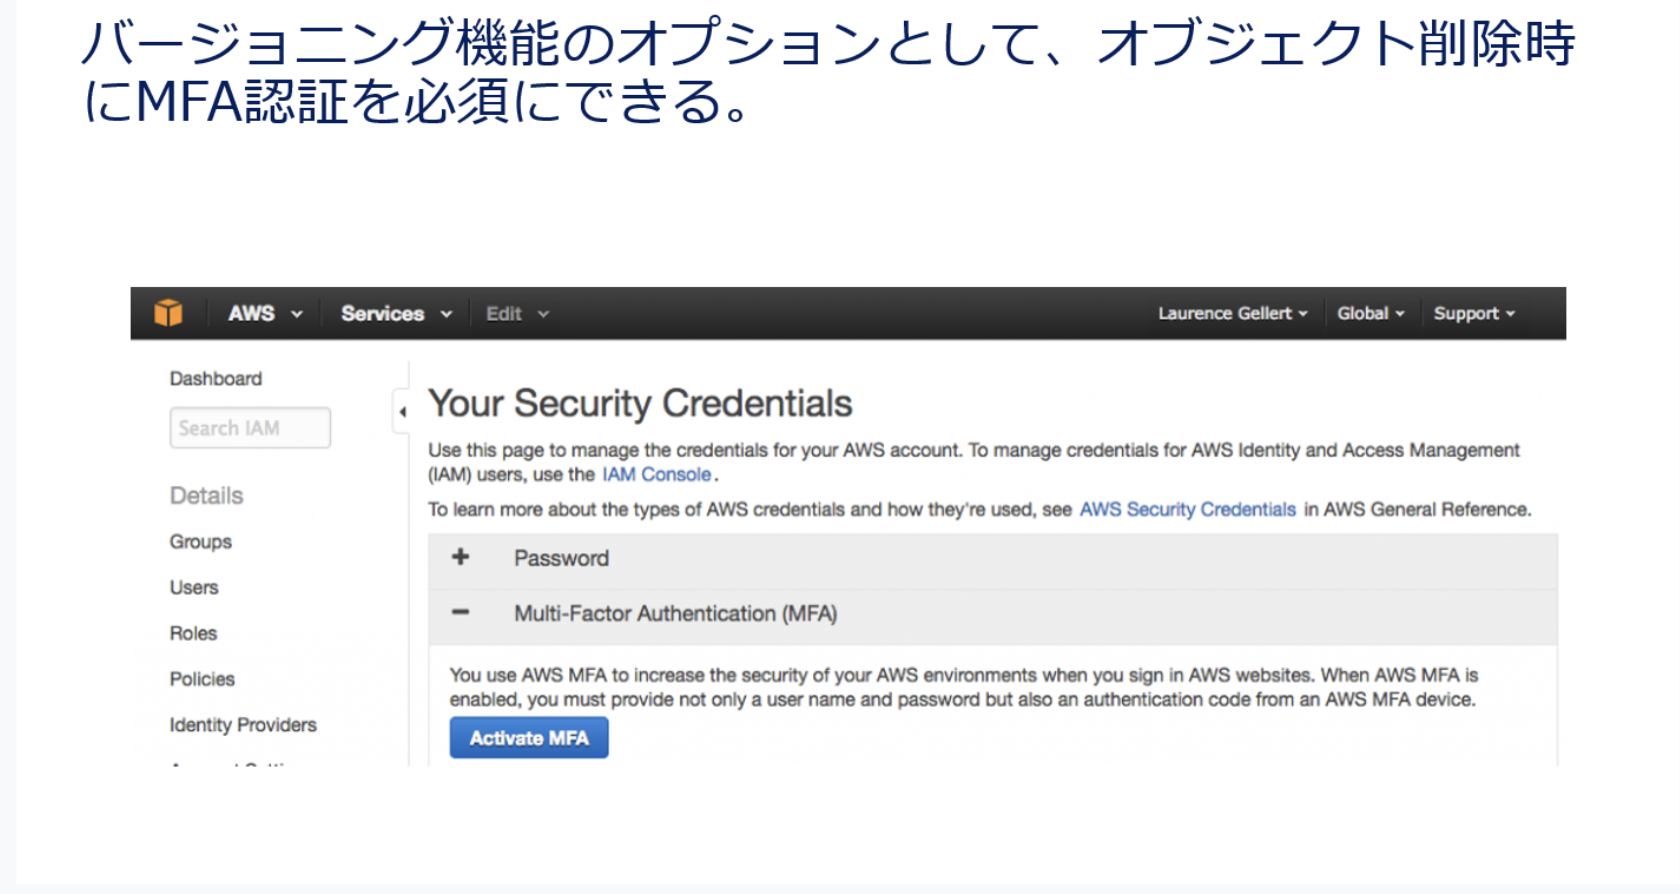 バージョニング機能のオプションとして、オブジェクト削除時
にMFA認証を必須にできる。
AWS Services Edit Laurence Gellert Global Support
Dashboard
Search IAM
Details
Groups
Users
Roles
Policies
Identity Providers
Your Security Credentials
Use this page to manage the credentials for your AWS account. To manage credentials for AWS Identity and Access Management
(IAM) users, use the IAM Console.
To learn more about the types of AWS credentials and how they're used, see AWS Security Credentials in AWS General Reference.
+ Password
− Multi-Factor Authentication (MFA)
You use AWS MFA to increase the security of your AWS environments when you sign in AWS websites. When AWS MFA is
enabled, you must provide not only a user name and password but also an authentication code from an AWS MFA device.
Activate MFA